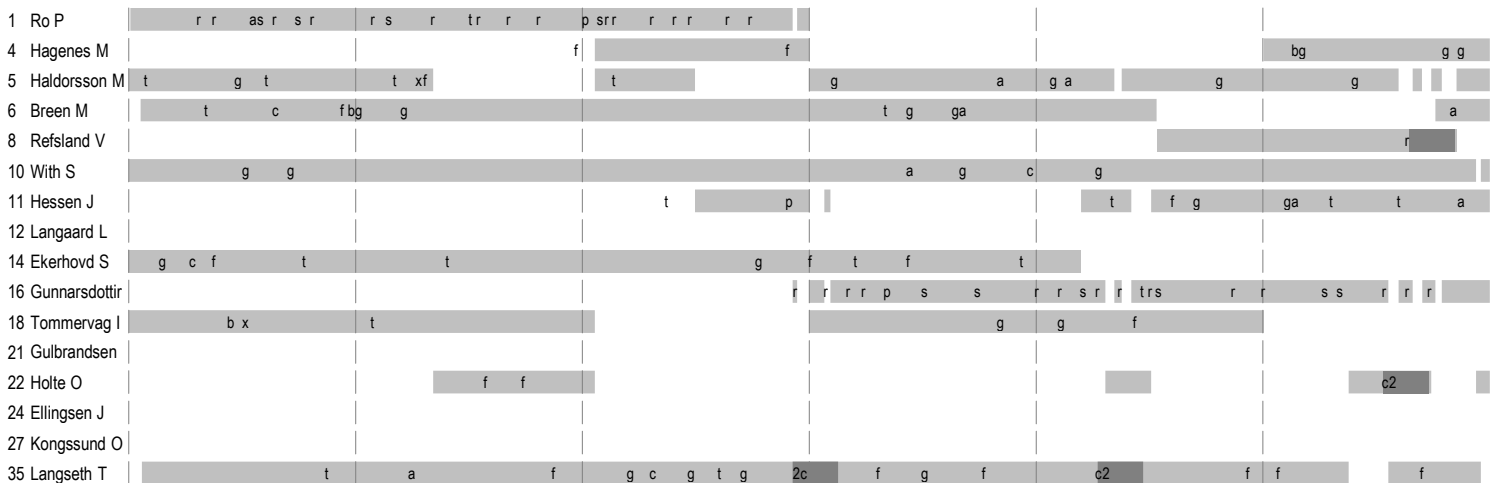 1 Ro P r r as r s r r s r t r r r p s r r r r r r r
4 Hagenes M f f bg g g
5 Haldorsson M t g t t xf t g a g a g g
6 Breen M t c f bg g t g ga a
8 Refsland V r
10 With S g g a g c g
11 Hessen J t p t f g ga t t a
12 Langaard L
14 Ekerhovd S g c f t t g f t f t
16 Gunnarsdottir r r r r p s s r r s r r t r s r r s s r r r
18 Tommervag I b x t g g f
21 Gulbrandsen
22 Holte O f f c2
24 Ellingsen J
27 Kongssund O
35 Langseth T t a f g c g t g 2c f g f c2 f f f